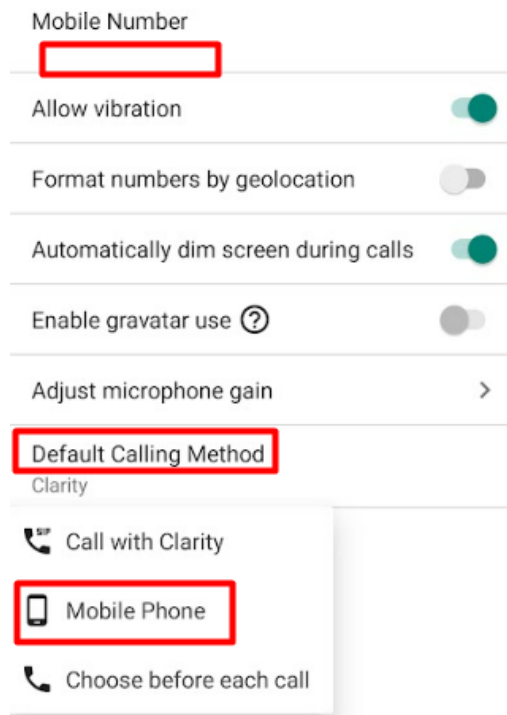 Mobile Number
Allow vibration
Format numbers by geolocation
Automatically dim screen during calls
Enable gravatar use ?
Adjust microphone gain
Default Calling Method
Clarity
SIP
Call with Clarity
Mobile Phone
Choose before each call